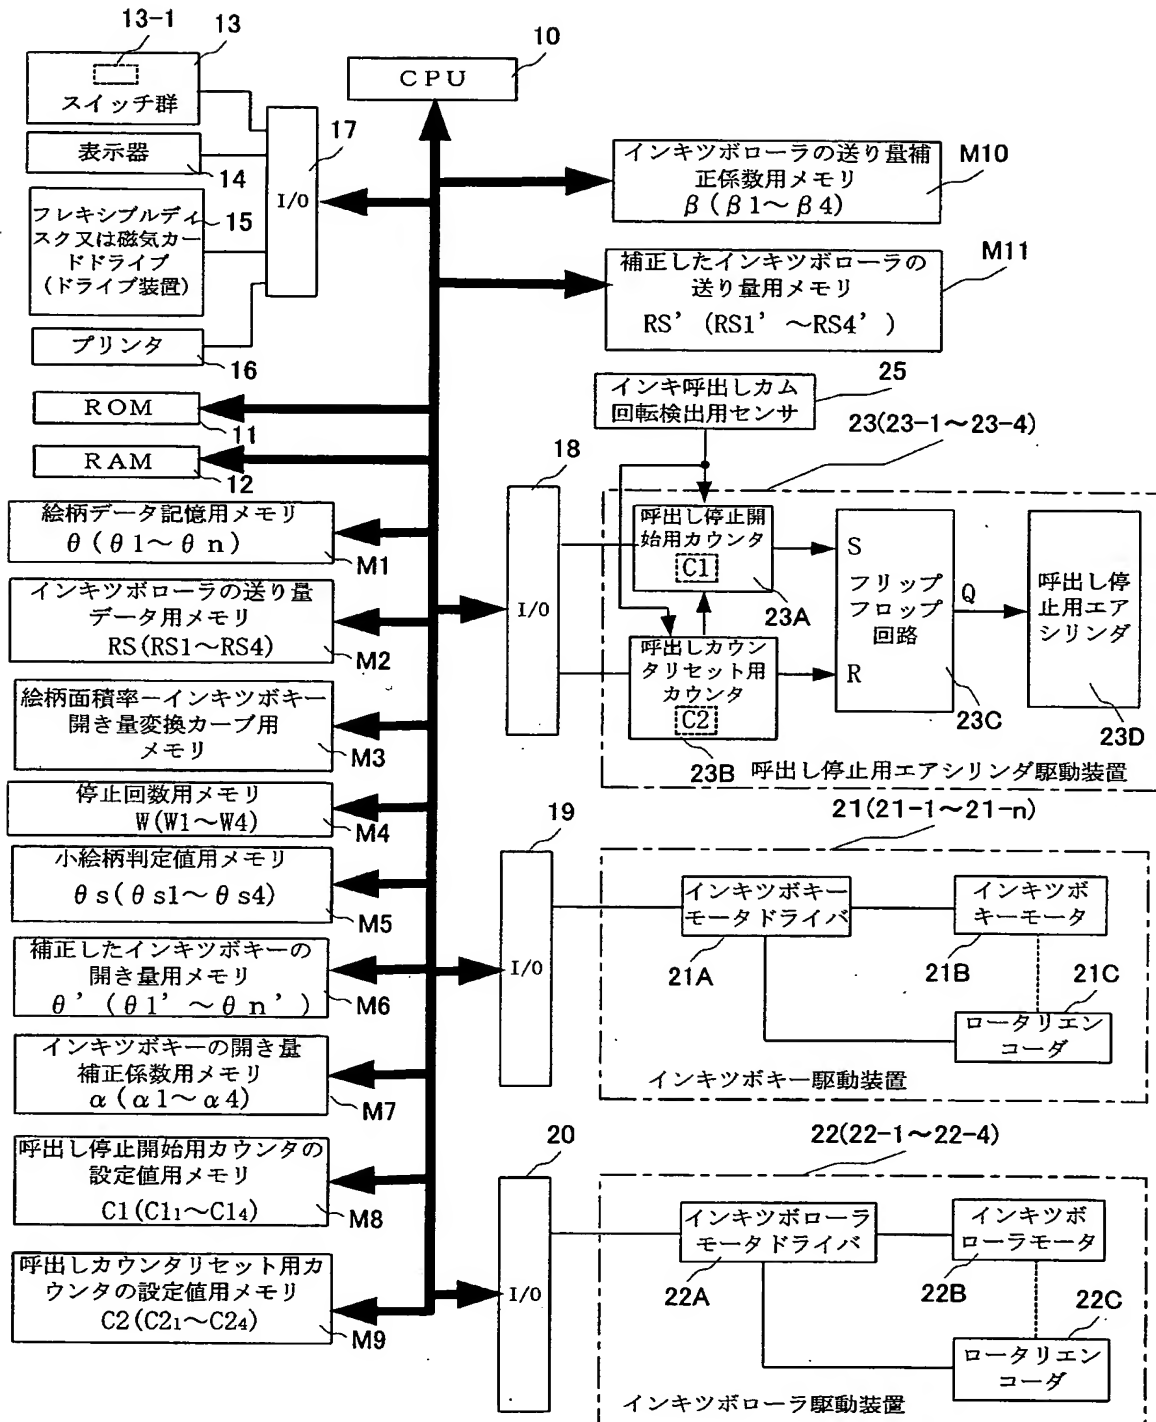 13-1
13
スイッチ群
表示器
14
フレキシブルディ
スク又は磁気カー
ドドライブ
(ドライブ装置)
15
プリンタ
16
I/O
17
CPU
10
ROM
11
RAM
12
絵柄データ記憶用メモリ
θ(θ1~θn)
M1
インキツボローラの送り量
データ用メモリ
RS(RS1~RS4)
M2
絵柄面積率-インキツボキー
開き量変換カーブ用
メモリ
M3
停止回数用メモリ
W(W1~W4)
M4
小絵柄判定値用メモリ
θs(θs1~θs4)
M5
補正したインキツボキーの
開き量用メモリ
θ'(θ1'~θn')
M6
インキツボキーの開き量
補正係数用メモリ
α(α1~α4)
M7
呼出し停止開始用カウンタの
設定値用メモリ
C1(C1₁~C1₄)
M8
呼出しカウンタリセット用カ
ウンタの設定値用メモリ
C2(C2₁~C2₄)
M9
インキツボローラの送り量補
正係数用メモリ
β(β1~β4)
M10
補正したインキツボローラの
送り量用メモリ
RS'(RS1'~RS4')
M11
インキ呼出しカム
回転検出用センサ
25
23(23-1~23-4)
18
I/O
呼出し停止開
始用カウンタ
C1
23A
呼出しカウン
タリセット用
カウンタ
C2
23B
S
フリップ
フロップ
回路
R
Q
23C
呼出し停
止用エア
シリンダ
23D
呼出し停止用エアシリンダ駆動装置
19
I/O
21(21-1~21-n)
インキツボキー
モータドライバ
21A
インキツボ
キーモータ
21B
21C
ロータリエン
コーダ
インキツボキー駆動装置
20
I/O
22(22-1~22-4)
インキツボローラ
モータドライバ
22A
インキツボ
ローラモータ
22B
22C
ロータリエン
コーダ
インキツボローラ駆動装置